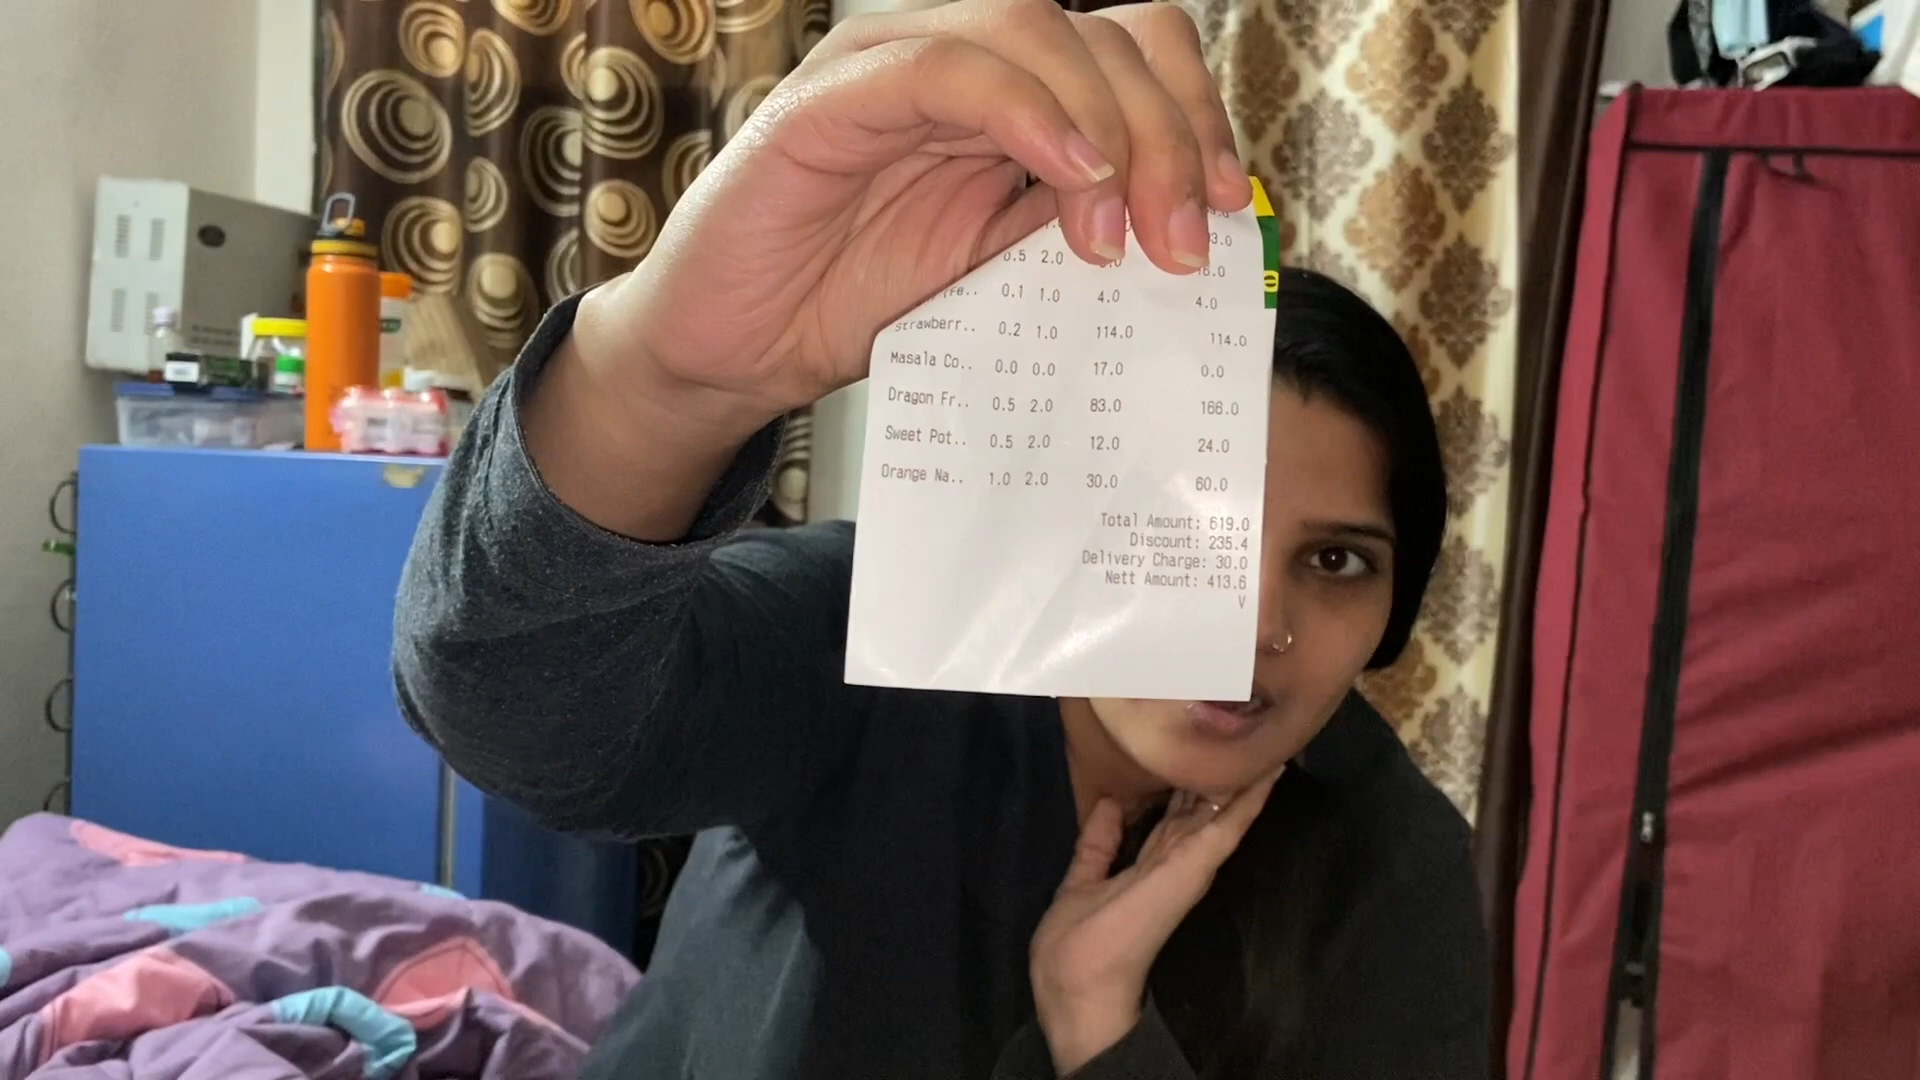 0.5 2.0 16.0
(Fe.. 0.1 1.0 4.0 4.0
Strawberr.. 0.2 1.0 114.0 114.0
Masala Co.. 0.0 0.0 17.0 0.0
Dragon Fr.. 0.5 2.0 83.0 166.0
Sweet Pot.. 0.5 2.0 12.0 24.0
Orange Na.. 1.0 2.0 30.0 60.0
Total Amount: 619.0
Discount: 235.4
Delivery Charge: 30.0
Nett Amount: 413.6
V